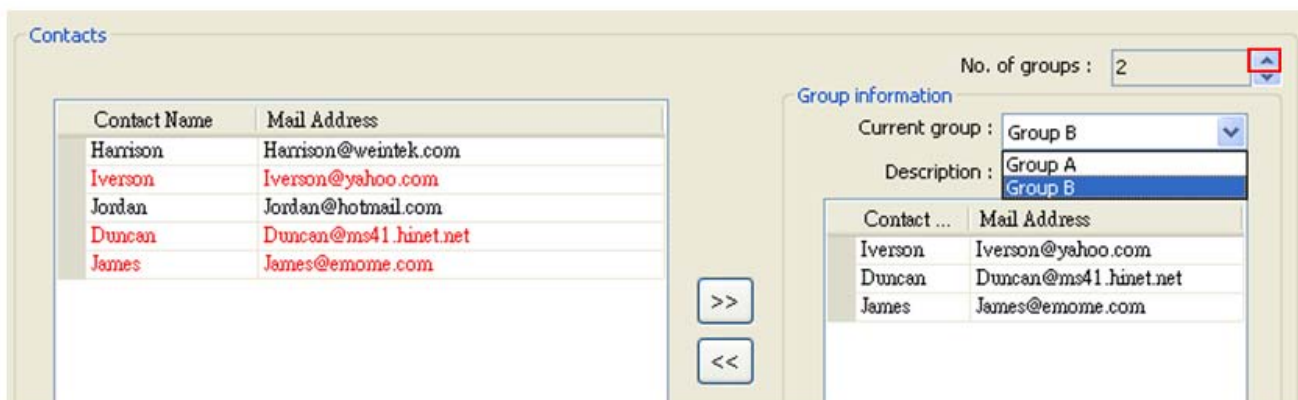 Contacts
No. of groups : 2
Group information
Contact Name Mail Address
Harrison Harrison@weintek.com
Iverson Iverson@yahoo.com
Jordan Jordan@hotmail.com
Duncan Duncan@ms41.hinet.net
James James@emome.com
>>
<<
Current group : Group B
Group A
Group B
Description :
Contact ... Mail Address
Iverson Iverson@yahoo.com
Duncan Duncan@ms41.hinet.net
James James@emome.com